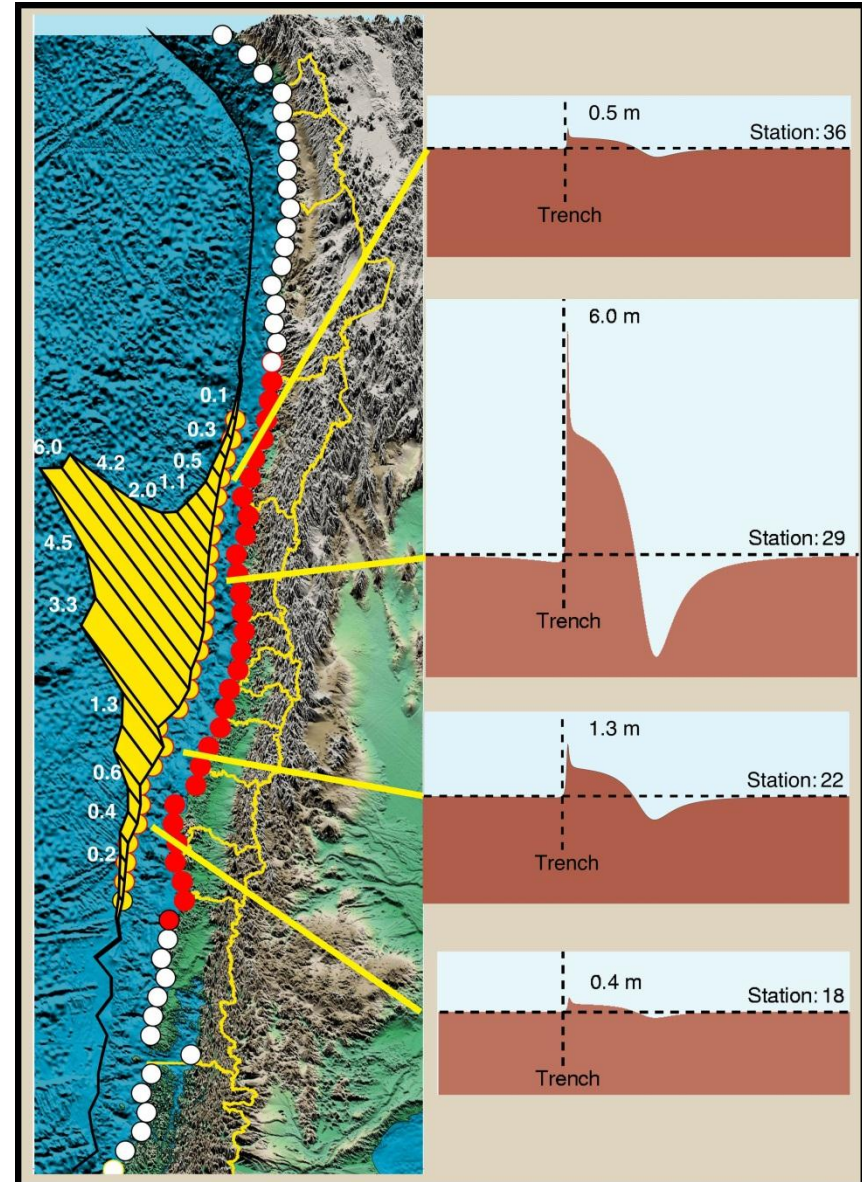 0.1
0.3
0.5
1.1
2.0
4.2
6.0
4.5
3.3
1.3
0.6
0.4
0.2
0.5 m
Station: 36
Trench
6.0 m
Station: 29
Trench
1.3 m
Station: 22
Trench
0.4 m
Station: 18
Trench